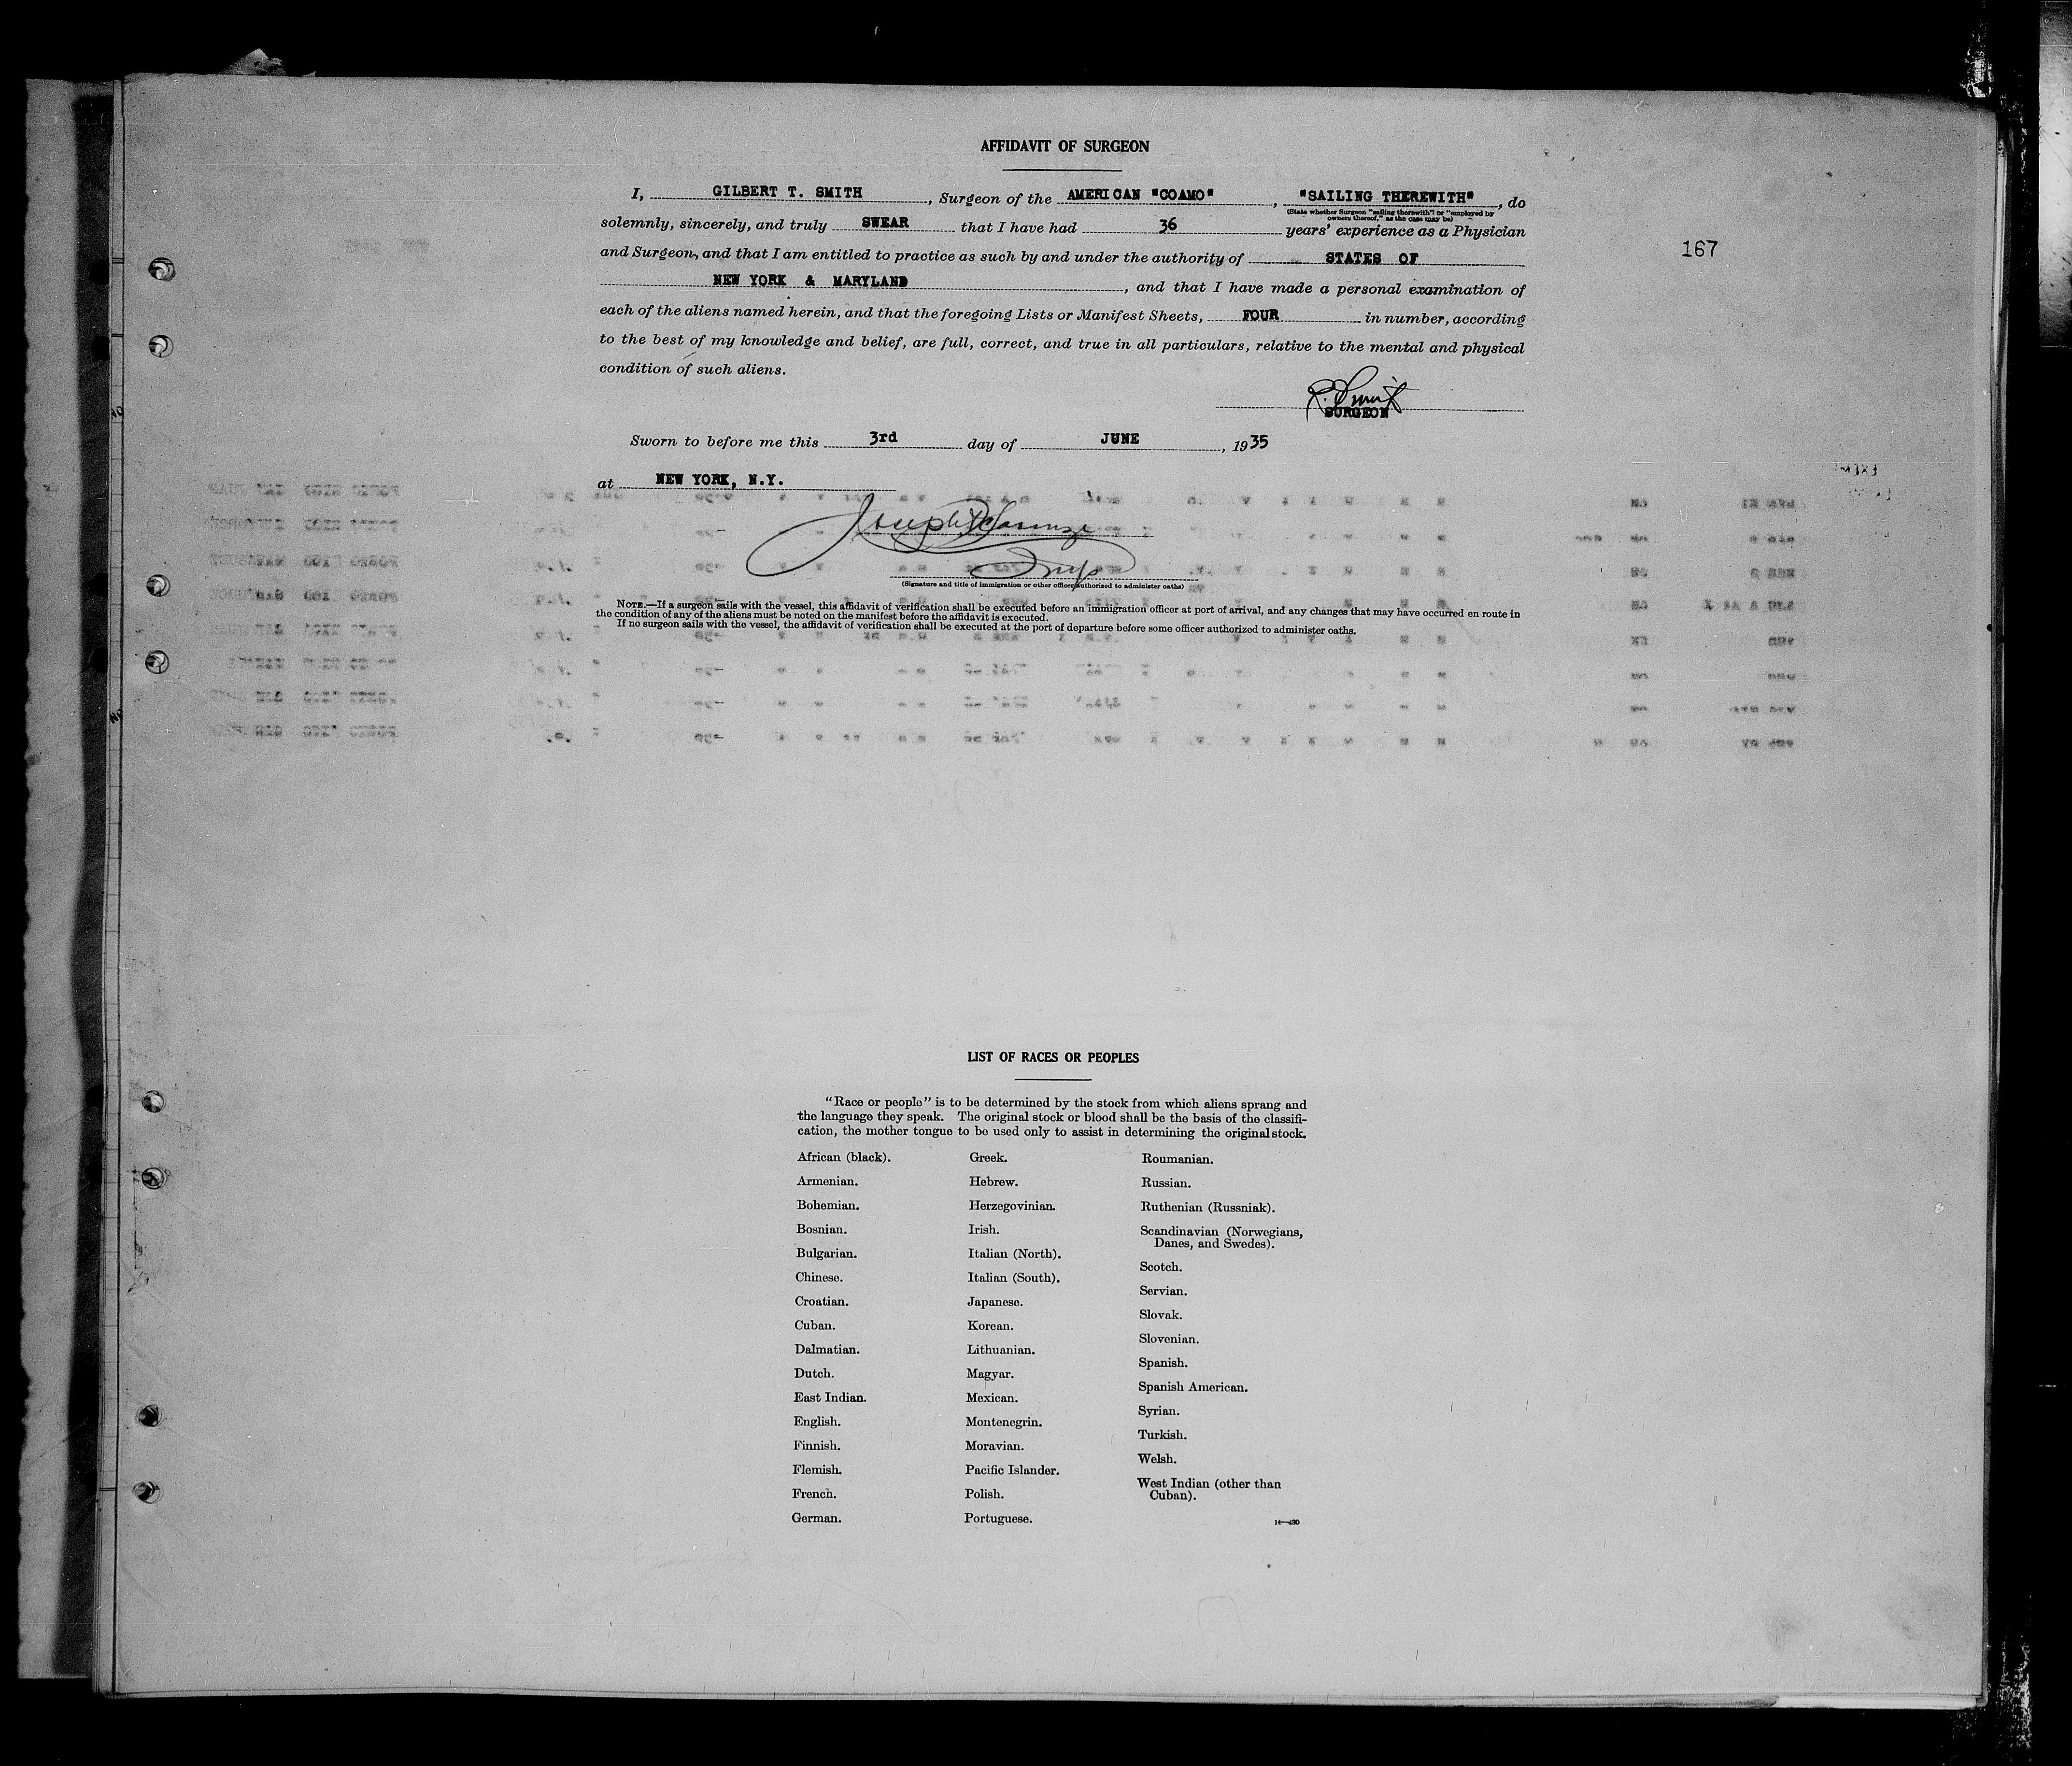 AFFIDAVIT OF SURGEON
I, GILBERT T. SMITH, Surgeon of the AMERICAN "COAMO", "SAILING THEREWITH", do
(State whether Surgeon "sailing therewith" or "employed by
owners thereof," as the case may be)
solemnly, sincerely, and truly SWEAR that I have had 36 years' experience as a Physician
and Surgeon, and that I am entitled to practice as such by and under the authority of STATES OF
167
NEW YORK & MARYLAND, and that I have made a personal examination of
each of the aliens named herein, and that the foregoing Lists or Manifest Sheets, FOUR in number, according
to the best of my knowledge and belief, are full, correct, and true in all particulars, relative to the mental and physical
condition of such aliens.
SURGEON
Sworn to before me this 3rd day of JUNE, 1935
at NEW YORK, N.Y.
Joseph
(Signature and title of immigration or other officer authorized to administer oaths)
NOTE.—If a surgeon sails with the vessel, this affidavit of verification shall be executed before an immigration officer at port of arrival, and any changes that may have occurred en route in
the condition of any of the aliens must be noted on the manifest before the affidavit is executed.
If no surgeon sails with the vessel, the affidavit of verification shall be executed at the port of departure before some officer authorized to administer oaths.
LIST OF RACES OR PEOPLES
"Race or people" is to be determined by the stock from which aliens sprang and
the language they speak. The original stock or blood shall be the basis of the classifi-
cation, the mother tongue to be used only to assist in determining the original stock.
African (black).
Armenian.
Bohemian.
Bosnian.
Bulgarian.
Chinese.
Croatian.
Cuban.
Dalmatian.
Dutch.
East Indian.
English.
Finnish.
Flemish.
French.
German.
Greek.
Hebrew.
Herzegovinian.
Irish.
Italian (North).
Italian (South).
Japanese.
Korean.
Lithuanian.
Magyar.
Mexican.
Montenegrin.
Moravian.
Pacific Islander.
Polish.
Portuguese.
Roumanian.
Russian.
Ruthenian (Russniak).
Scandinavian (Norwegians,
Danes, and Swedes).
Scotch.
Servian.
Slovak.
Slovenian.
Spanish.
Spanish American.
Syrian.
Turkish.
Welsh.
West Indian (other than
Cuban).